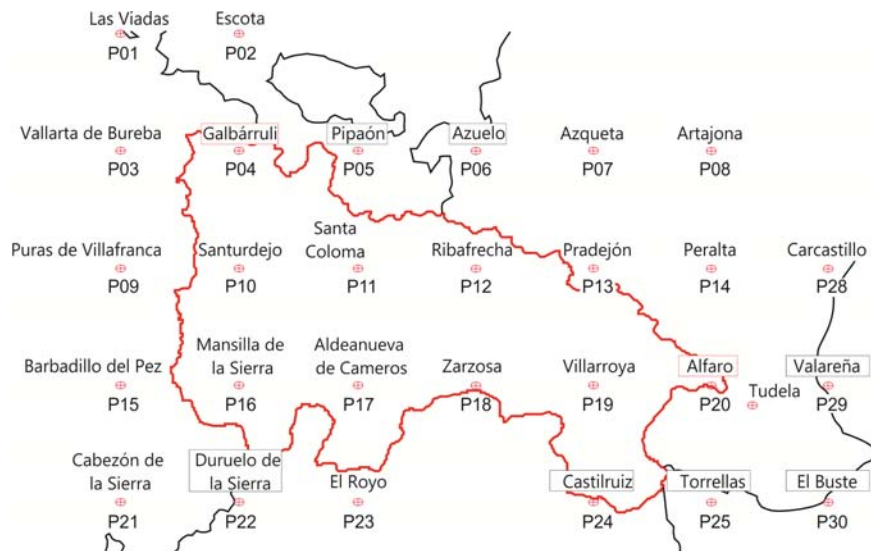 Las Viadas Escota
P01 P02
Vallarta de Bureba Galbárruli Pipaón Azuelo Azqueta Artajona
P03 P04 P05 P06 P07 P08
Santa
Puras de Villafranca Santurdejo Coloma Ribafrecha Pradejón Peralta Carcastillo
P09 P10 P11 P12 P13 P14 P28
Mansilla de Aldeanueva
Barbadillo del Pez la Sierra de Cameros Zarzosa Villarroya Alfaro Valareña
Tudela
P15 P16 P17 P18 P19 P20 P29
Cabezón de Duruelo de
la Sierra la Sierra El Royo Castilruiz Torrellas El Buste
P21 P22 P23 P24 P25 P30